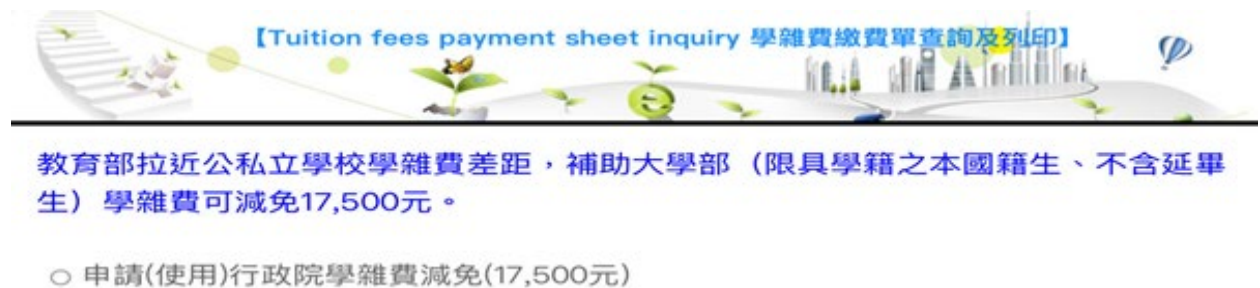 【Tuition fees payment sheet inquiry 學雜費繳費單查詢及列印】
教育部拉近公私立學校學雜費差距，補助大學部（限具學籍之本國籍生、不含延畢
生）學雜費可減免17,500元。
申請(使用)行政院學雜費減免(17,500元)